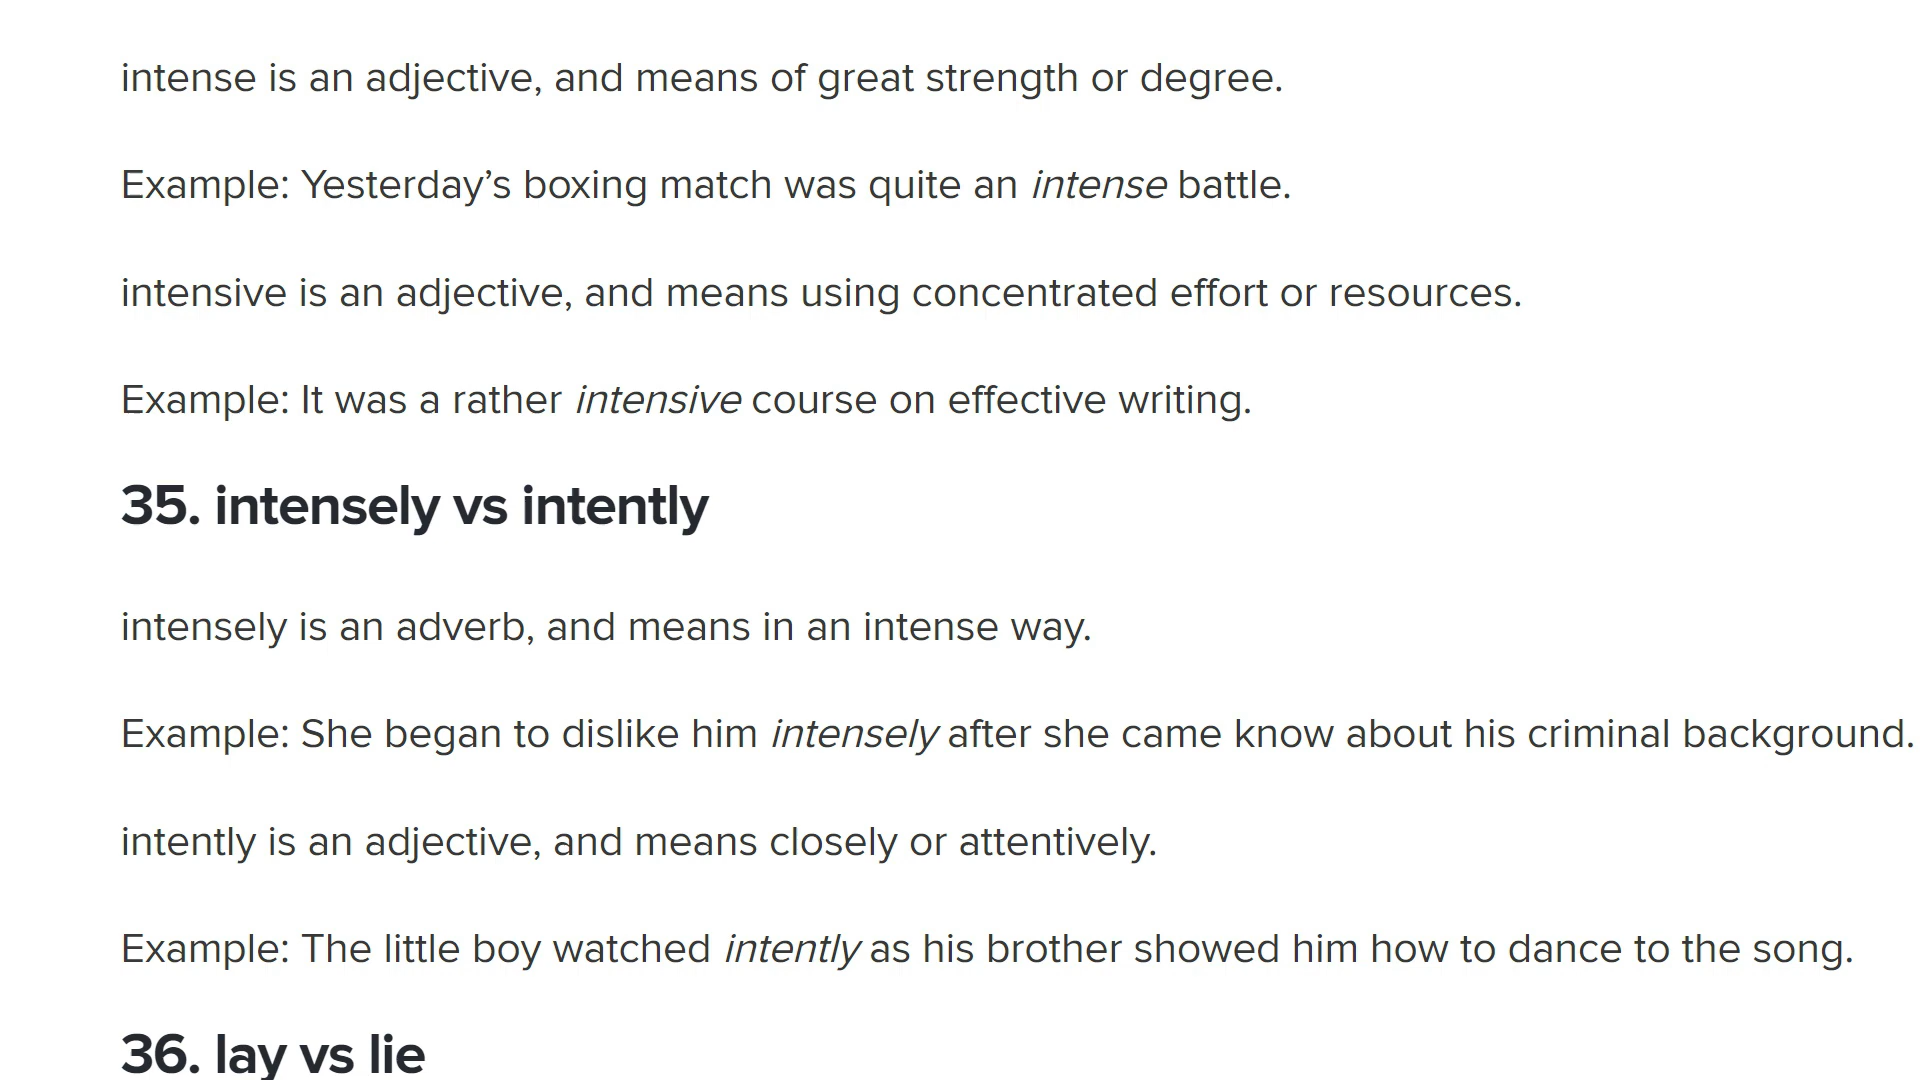 intense is an adjective, and means of great strength or degree.
Example: Yesterday’s boxing match was quite an intense battle.
intensive is an adjective, and means using concentrated effort or resources.
Example: It was a rather intensive course on effective writing.
35. intensely vs intently
intensely is an adverb, and means in an intense way.
Example: She began to dislike him intensely after she came know about his criminal background.
intently is an adjective, and means closely or attentively.
Example: The little boy watched intently as his brother showed him how to dance to the song.
36. lay vs lie